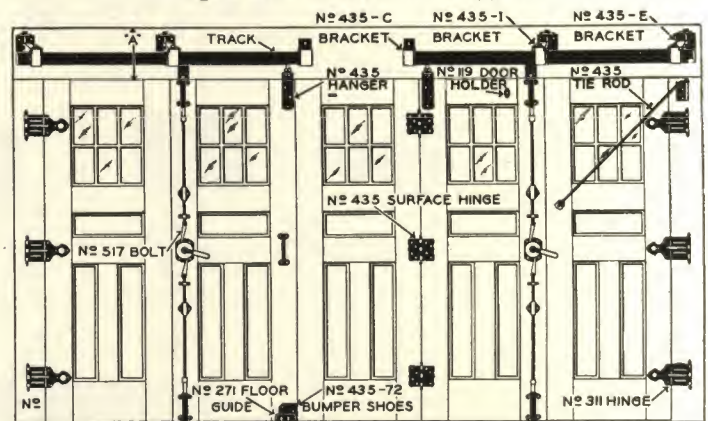 Nº 435-C BRACKET
Nº 435-I BRACKET
Nº 435-E BRACKET
"A"
TRACK
Nº 435 HANGER
Nº 119 DOOR HOLDER
Nº 435 TIE ROD
Nº 435 SURFACE HINGE
Nº 517 BOLT
Nº 271 FLOOR GUIDE
Nº 435-72 BUMPER SHOES
Nº 311 HINGE
Nº